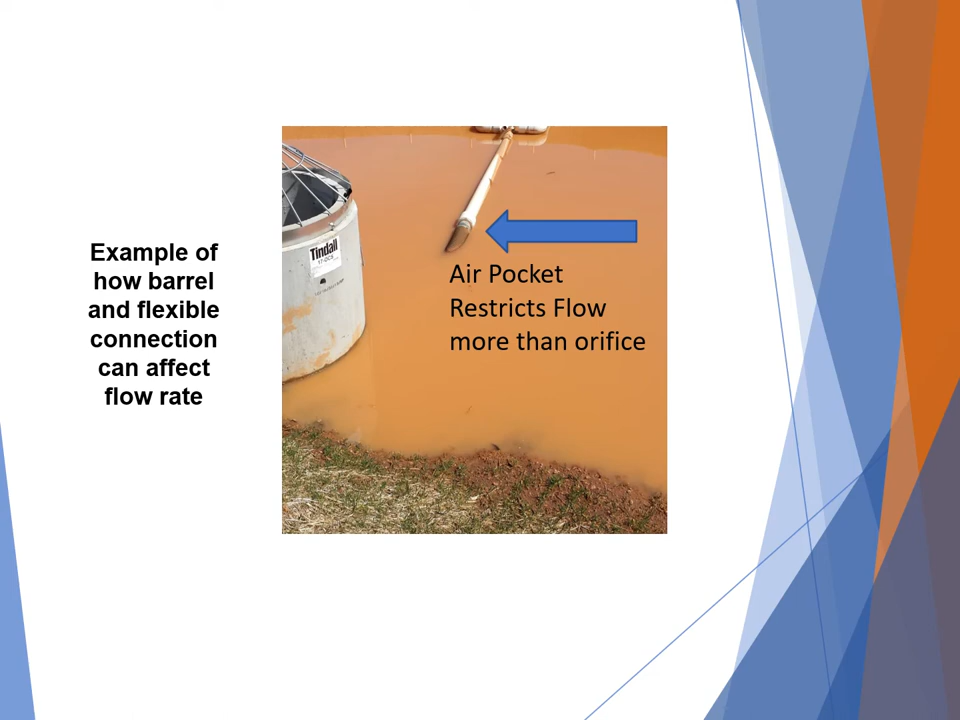 Example of
how barrel
and flexible
connection
can affect
flow rate
Tindall
Air Pocket
Restricts Flow
more than orifice